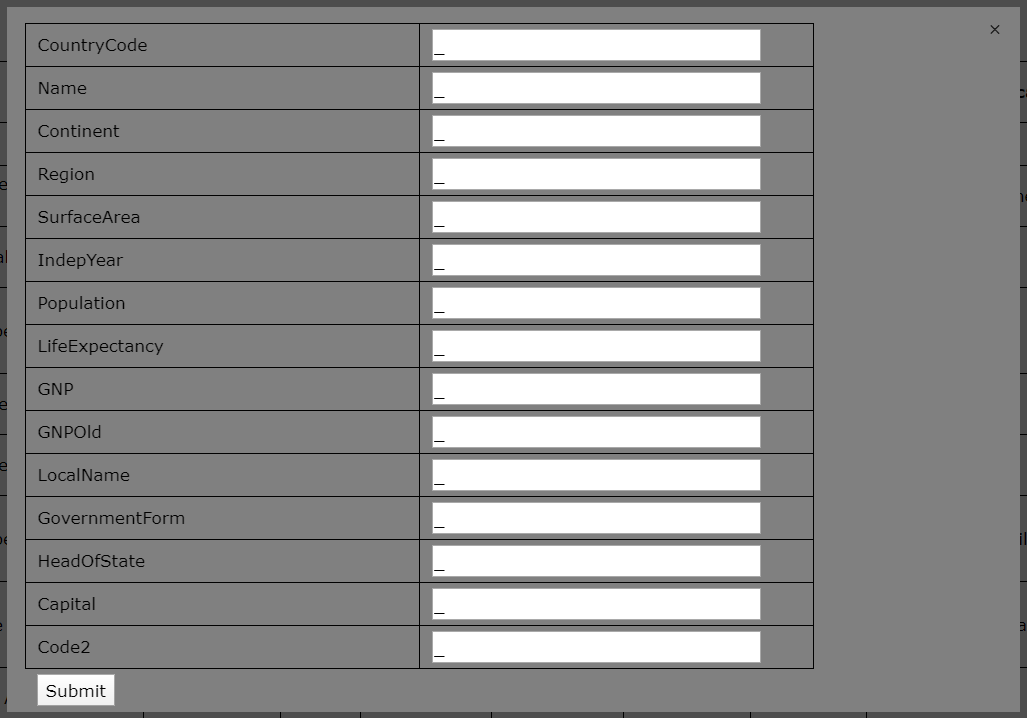 CountryCode _
×
Name _
Continent _
Region _
SurfaceArea _
IndepYear _
Population _
LifeExpectancy _
GNP _
GNPOld _
LocalName _
GovernmentForm _
HeadOfState _
Capital _
Code2 _
Submit